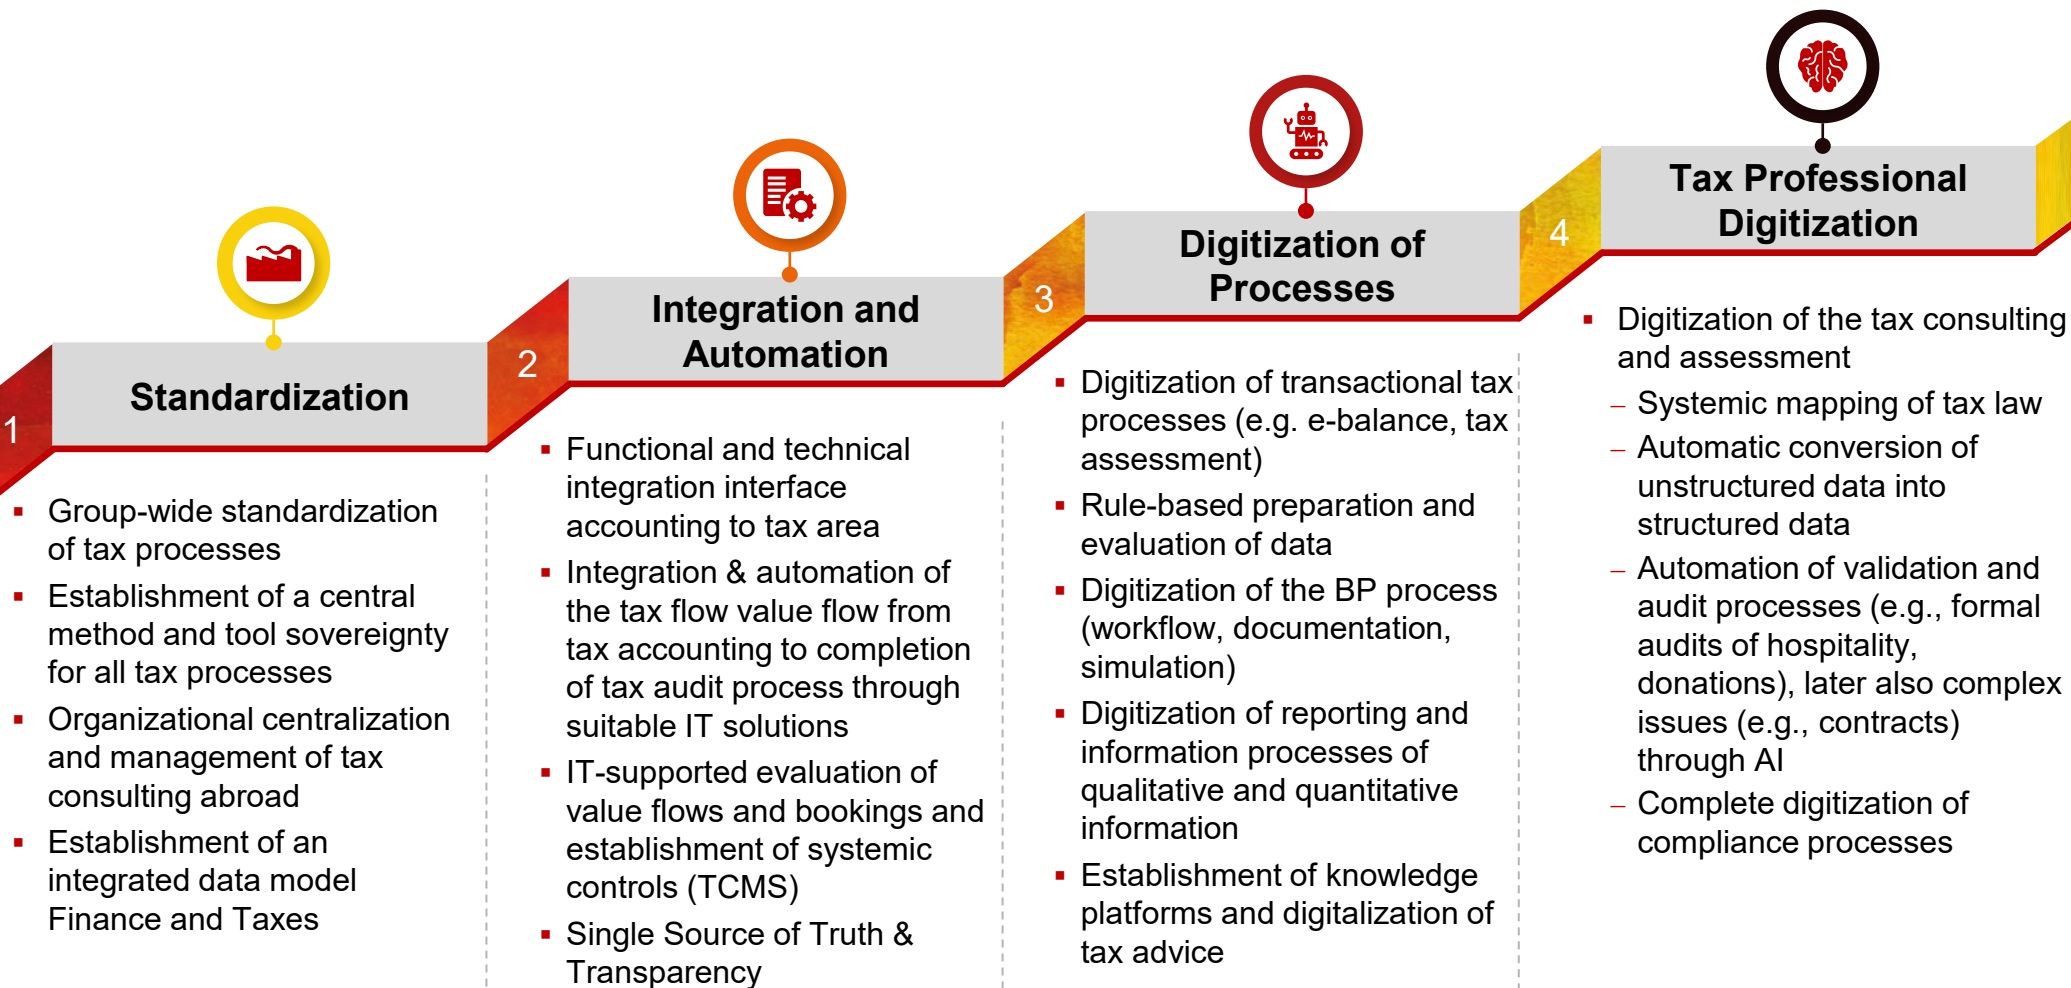 1
Standardization
Group-wide standardization
of tax processes
Establishment of a central
method and tool sovereignty
for all tax processes
Organizational centralization
and management of tax
consulting abroad
Establishment of an
integrated data model
Finance and Taxes
2
Integration and
Automation
Functional and technical
integration interface
accounting to tax area
Integration & automation of
the tax flow value flow from
tax accounting to completion
of tax audit process through
suitable IT solutions
IT-supported evaluation of
value flows and bookings and
establishment of systemic
controls (TCMS)
Single Source of Truth &
Transparency
3
Digitization of
Processes
Digitization of transactional tax
processes (e.g. e-balance, tax
assessment)
Rule-based preparation and
evaluation of data
Digitization of the BP process
(workflow, documentation,
simulation)
Digitization of reporting and
information processes of
qualitative and quantitative
information
Establishment of knowledge
platforms and digitalization of
tax advice
4
Tax Professional
Digitization
Digitization of the tax consulting
and assessment
– Systemic mapping of tax law
– Automatic conversion of
unstructured data into
structured data
– Automation of validation and
audit processes (e.g., formal
audits of hospitality,
donations), later also complex
issues (e.g., contracts)
through AI
– Complete digitization of
compliance processes